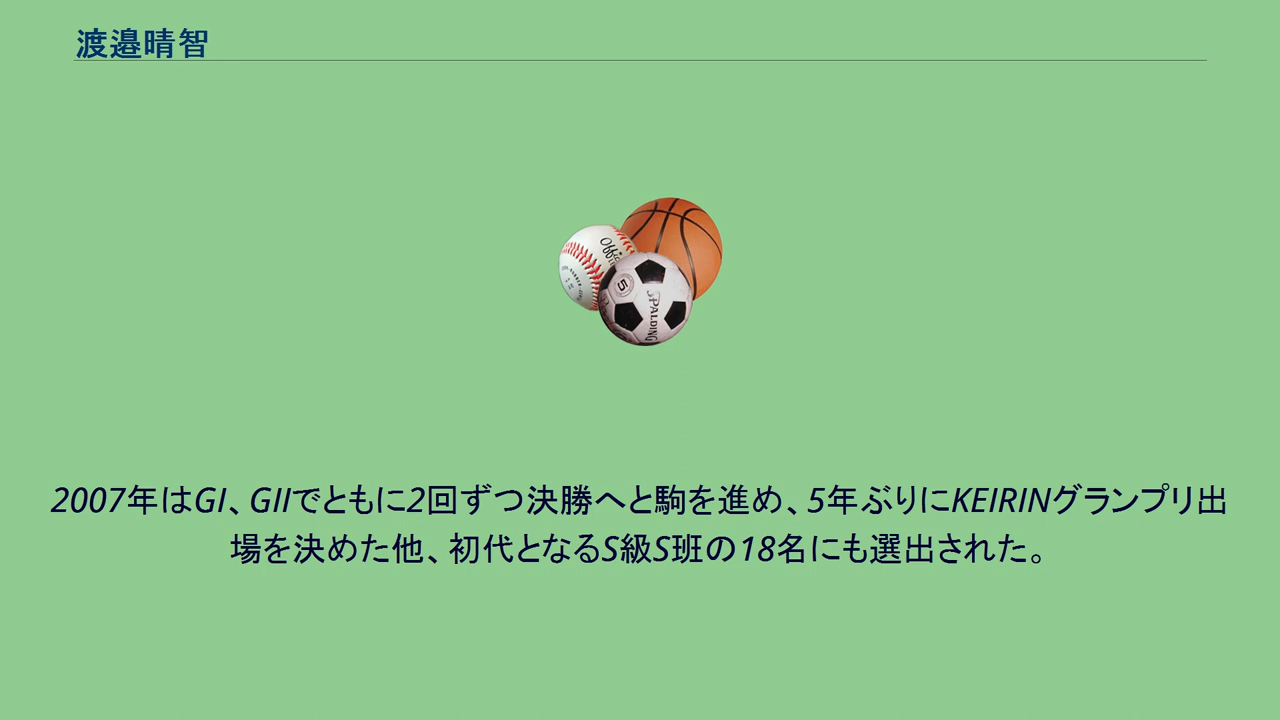 渡邉晴智
Offi
5
SPALDING
2007年はGI、GIIでともに2回ずつ決勝へと駒を進め、5年ぶりにKEIRINグランプリ出
場を決めた他、初代となるS級S班の18名にも選出された。